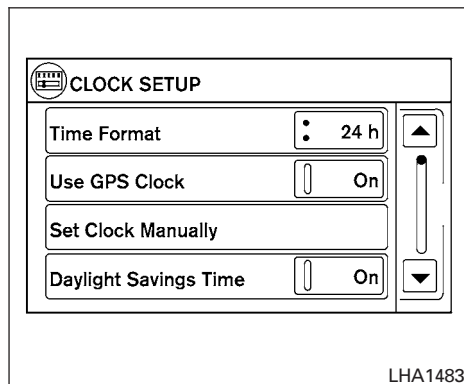 CLOCK SETUP
Time Format 24 h
Use GPS Clock On
Set Clock Manually
Daylight Savings Time On
LHA1483